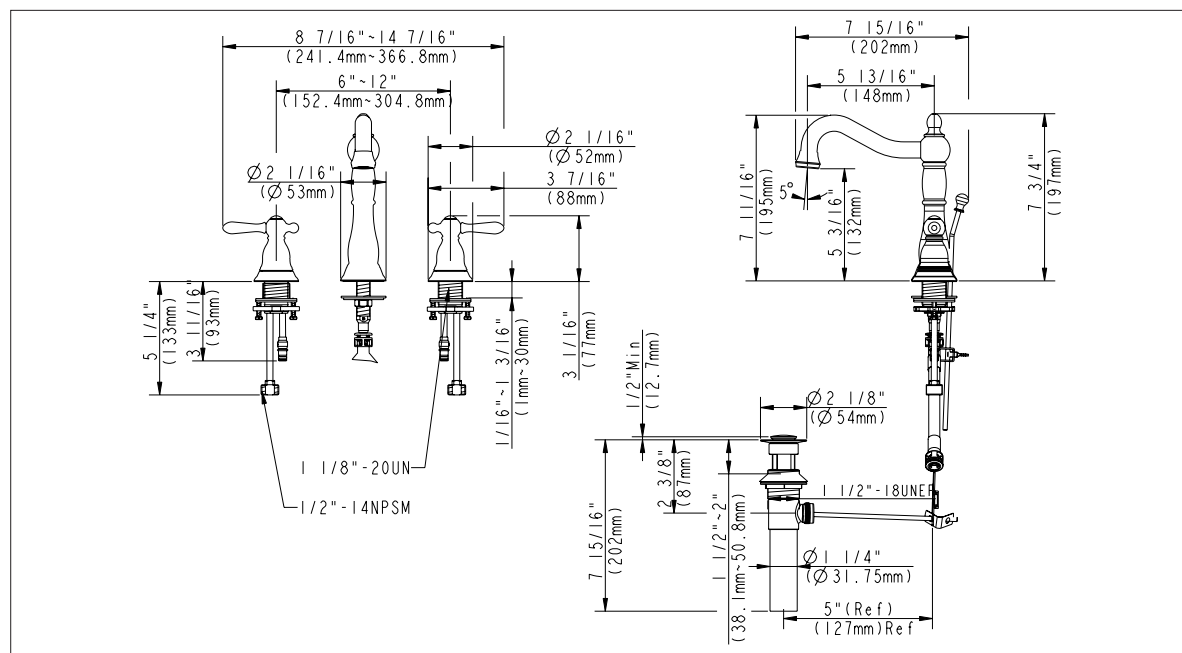 8 7/16"~14 7/16"
(241.4mm~366.8mm)
6"~12"
(152.4mm~304.8mm)
Ø2 1/16"
(Ø52mm)
Ø2 1/16"
(Ø53mm)
3 7/16"
(88mm)
5 1/4"
(133mm)
3 11/16"
(93mm)
1/16"~1 3/16"
(1mm~30mm)
3 1/16"
(77mm)
1 1/8"-20UN
1/2"-14NPSM
7 15/16"
(202mm)
5 13/16"
(148mm)
7 11/16"
(195mm)
5°
5 3/16"
(132mm)
7 3/4"
(197mm)
1/2"Min
(12.7mm)
Ø2 1/8"
(Ø54mm)
2 3/8"
(87mm)
1 1/2"-18UNEF
7 15/16"
(202mm)
1 1/2"~2"
(38.1mm~50.8mm)
Ø1 1/4"
(Ø31.75mm)
5"(Ref)
(127mm)Ref